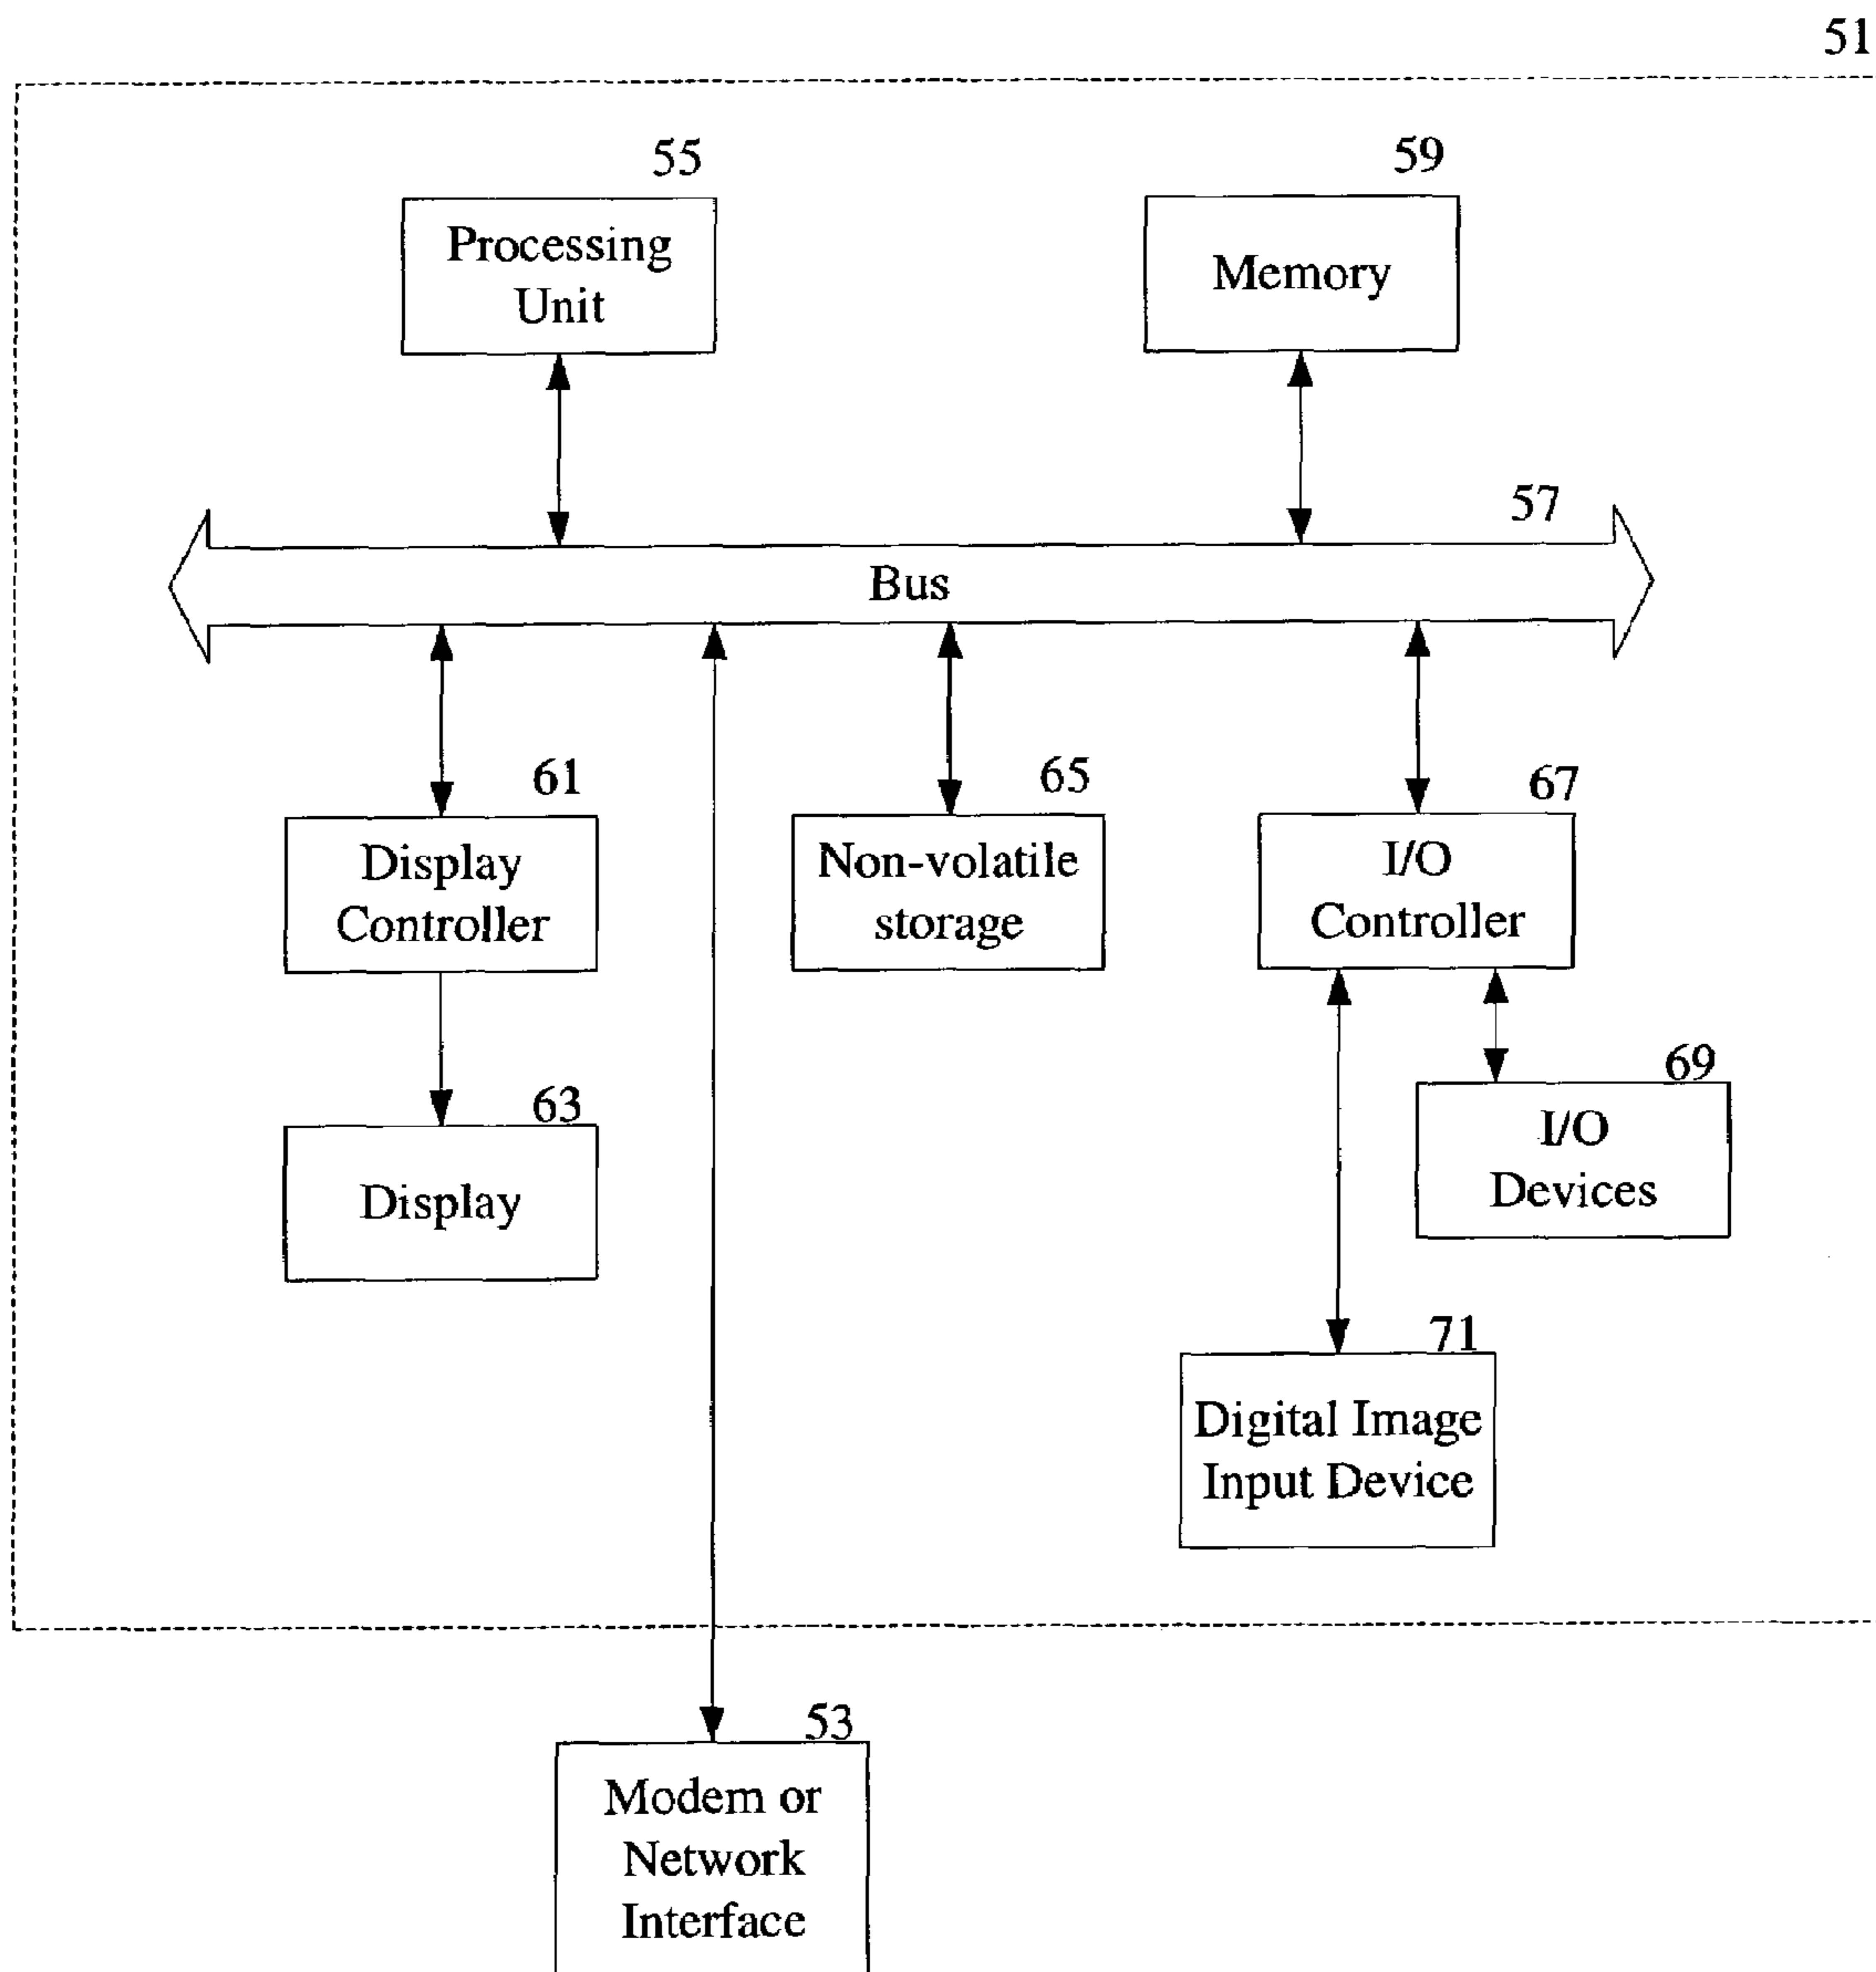 51
55
59
Processing
Unit
Memory
57
Bus
61
65
67
Display
Controller
Non-volatile
storage
I/O
Controller
63
69
Display
I/O
Devices
71
Digital Image
Input Device
53
Modem or
Network
Interface